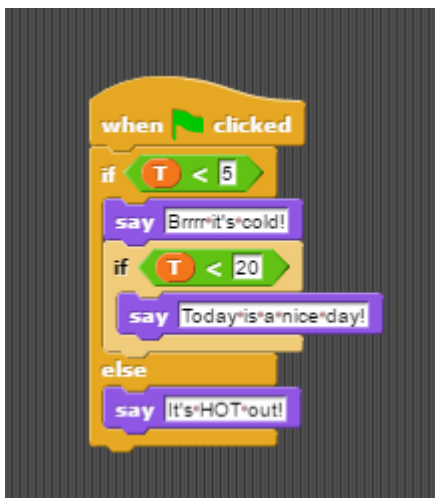 when clicked
if T < 5
say Brrrr it's cold!
if T < 20
say Today is a nice day!
else
say It's HOT out!